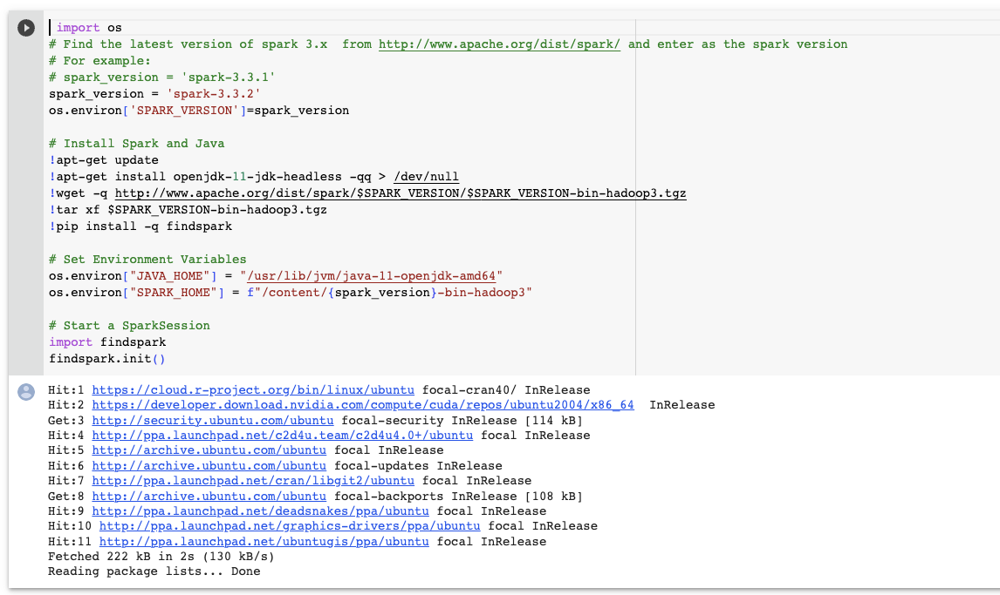 import os
# Find the latest version of spark 3.x  from http://www.apache.org/dist/spark/ and enter as the spark version
# For example:
# spark_version = 'spark-3.3.1'
spark_version = 'spark-3.3.2'
os.environ['SPARK_VERSION']=spark_version

# Install Spark and Java
!apt-get update
!apt-get install openjdk-11-jdk-headless -qq > /dev/null
!wget -q http://www.apache.org/dist/spark/$SPARK_VERSION/$SPARK_VERSION-bin-hadoop3.tgz
!tar xf $SPARK_VERSION-bin-hadoop3.tgz
!pip install -q findspark

# Set Environment Variables
os.environ["JAVA_HOME"] = "/usr/lib/jvm/java-11-openjdk-amd64"
os.environ["SPARK_HOME"] = f"/content/{spark_version}-bin-hadoop3"

# Start a SparkSession
import findspark
findspark.init()

Hit:1 https://cloud.r-project.org/bin/linux/ubuntu focal-cran40/ InRelease
Hit:2 https://developer.download.nvidia.com/compute/cuda/repos/ubuntu2004/x86_64  InRelease
Get:3 http://security.ubuntu.com/ubuntu focal-security InRelease [114 kB]
Hit:4 http://ppa.launchpad.net/c2d4u.team/c2d4u4.0+/ubuntu focal InRelease
Hit:5 http://archive.ubuntu.com/ubuntu focal InRelease
Hit:6 http://archive.ubuntu.com/ubuntu focal-updates InRelease
Hit:7 http://ppa.launchpad.net/cran/libgit2/ubuntu focal InRelease
Get:8 http://archive.ubuntu.com/ubuntu focal-backports InRelease [108 kB]
Hit:9 http://ppa.launchpad.net/deadsnakes/ppa/ubuntu focal InRelease
Hit:10 http://ppa.launchpad.net/graphics-drivers/ppa/ubuntu focal InRelease
Hit:11 http://ppa.launchpad.net/ubuntugis/ppa/ubuntu focal InRelease
Fetched 222 kB in 2s (130 kB/s)
Reading package lists... Done